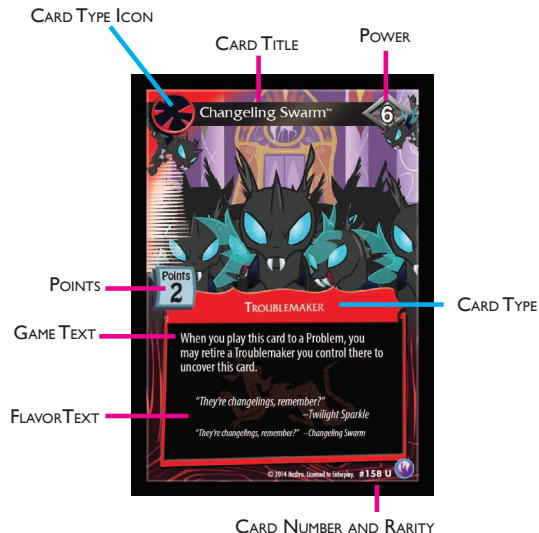 CARD TYPE ICON
CARD TITLE
POWER
Changeling Swarm™
6
POINTS
Points
2
TROUBLEMAKER
CARD TYPE
GAME TEXT
When you play this card to a Problem, you
may retire a Troublemaker you control there to
uncover this card.
FLAVOR TEXT
"They're changelings, remember?"
–Twilight Sparkle
"They're changelings, remember?" –Changeling Swarm
© 2014 Hasbro. Licensed to Enterplay. #158 U
CARD NUMBER AND RARITY